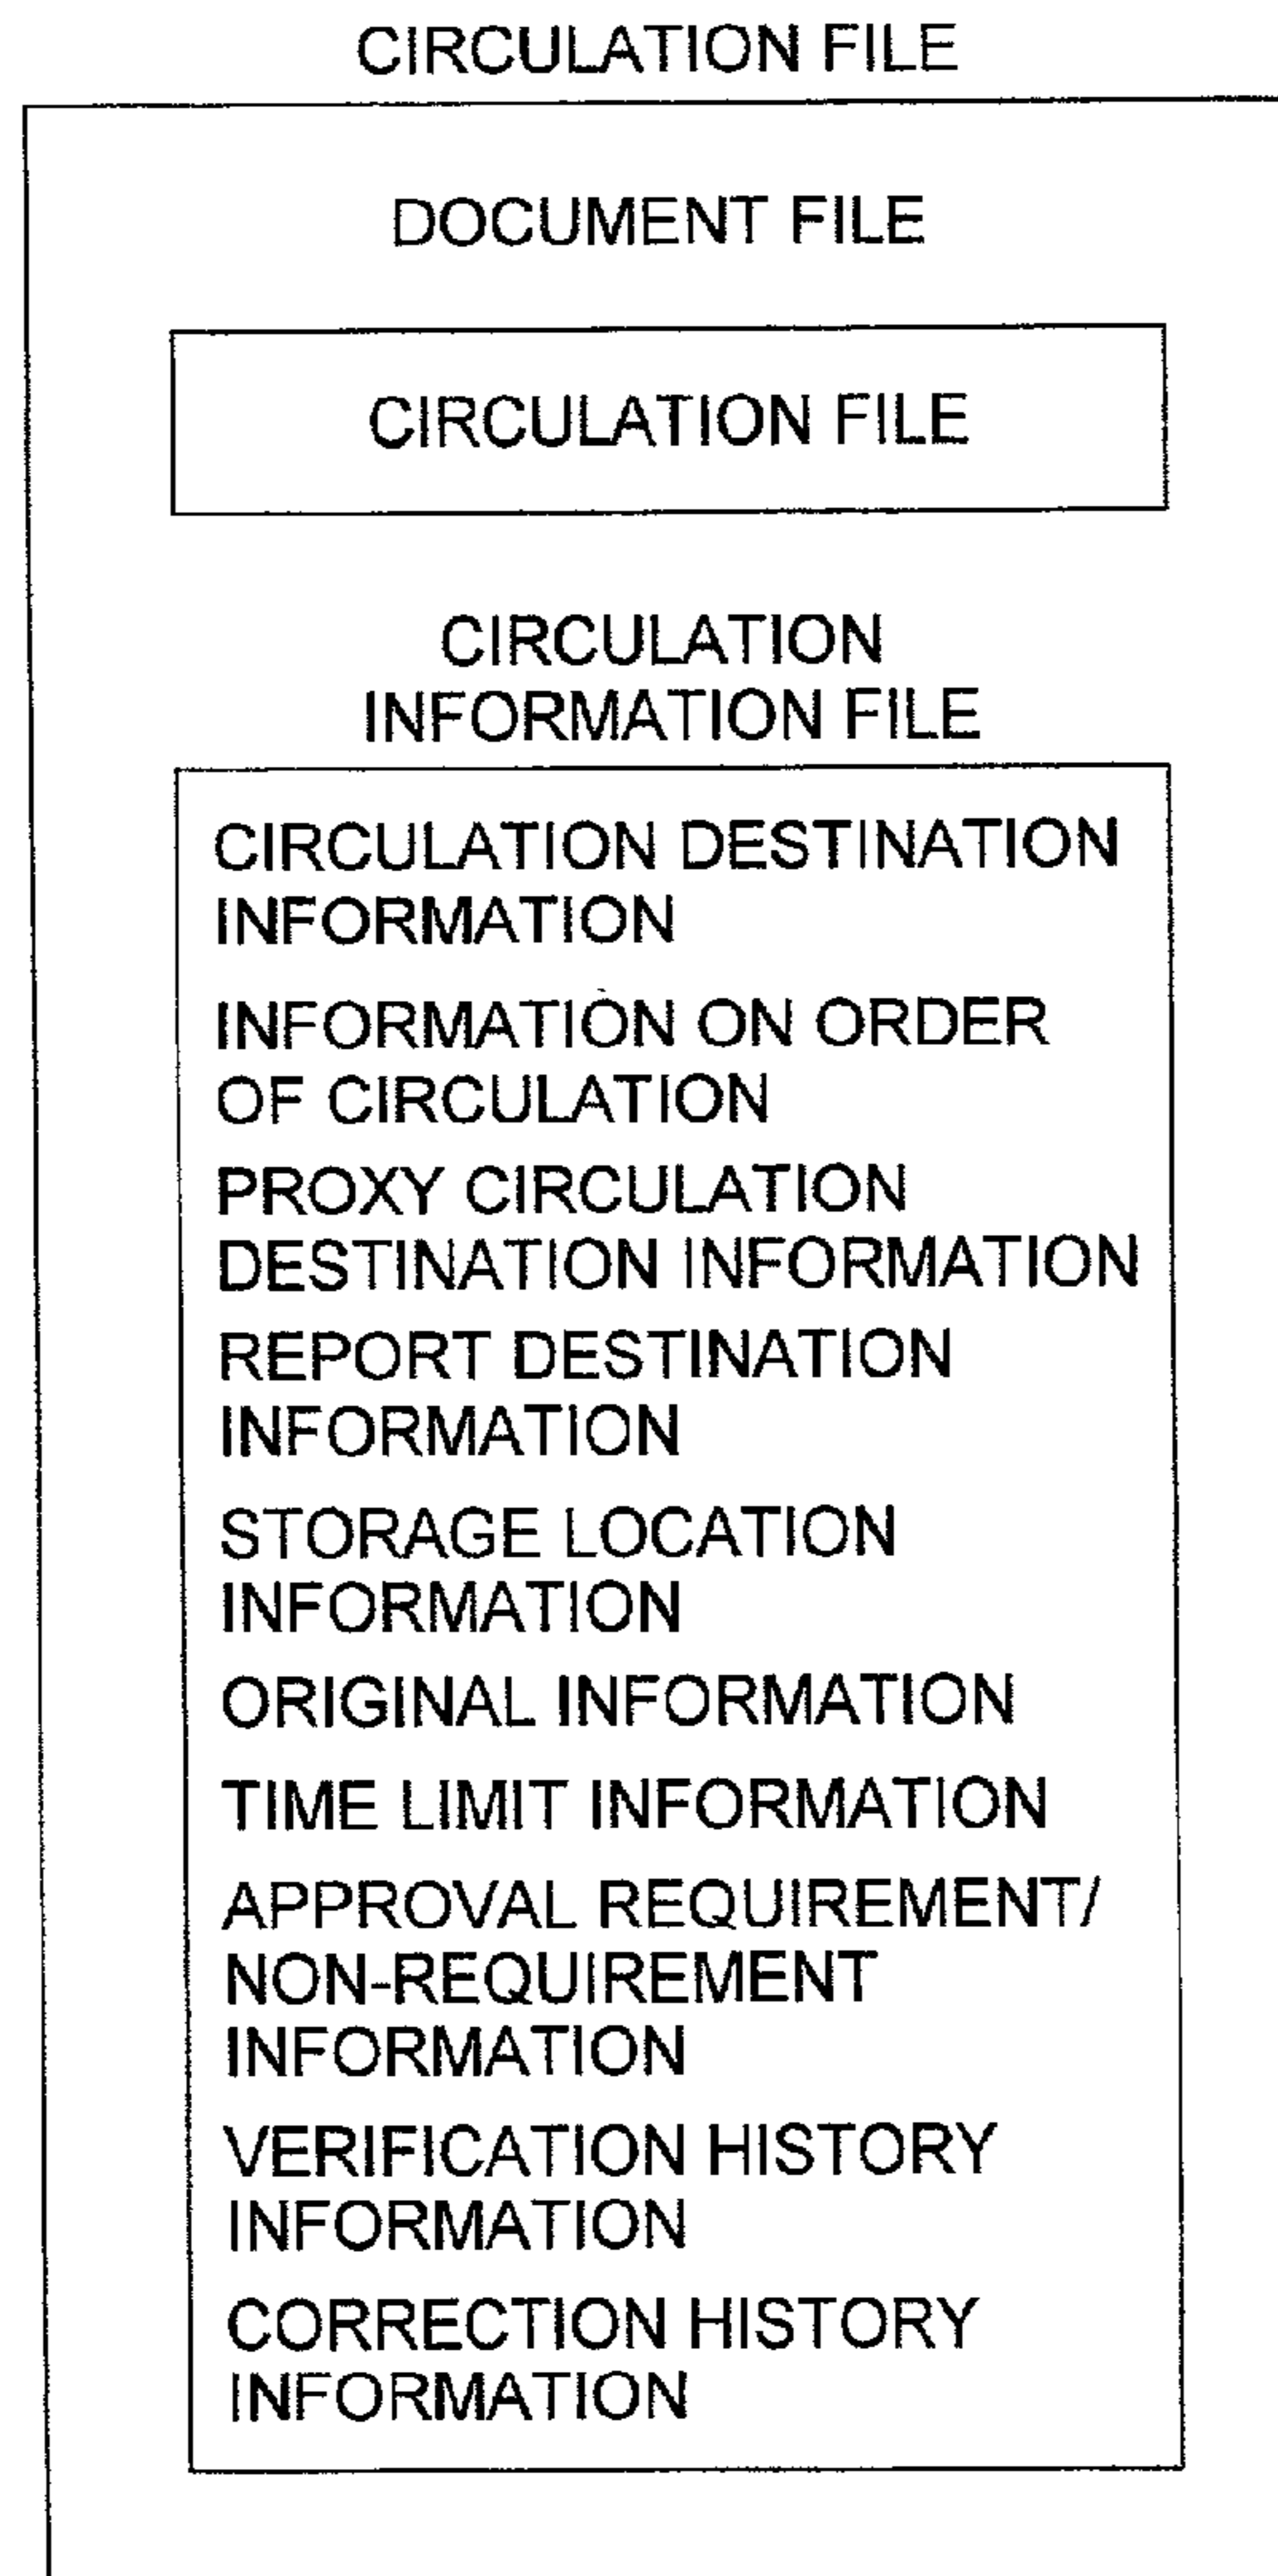 CIRCULATION FILE
DOCUMENT FILE
CIRCULATION FILE
CIRCULATION
INFORMATION FILE
CIRCULATION DESTINATION
INFORMATION
INFORMATION ON ORDER
OF CIRCULATION
PROXY CIRCULATION
DESTINATION INFORMATION
REPORT DESTINATION
INFORMATION
STORAGE LOCATION
INFORMATION
ORIGINAL INFORMATION
TIME LIMIT INFORMATION
APPROVAL REQUIREMENT/
NON-REQUIREMENT
INFORMATION
VERIFICATION HISTORY
INFORMATION
CORRECTION HISTORY
INFORMATION